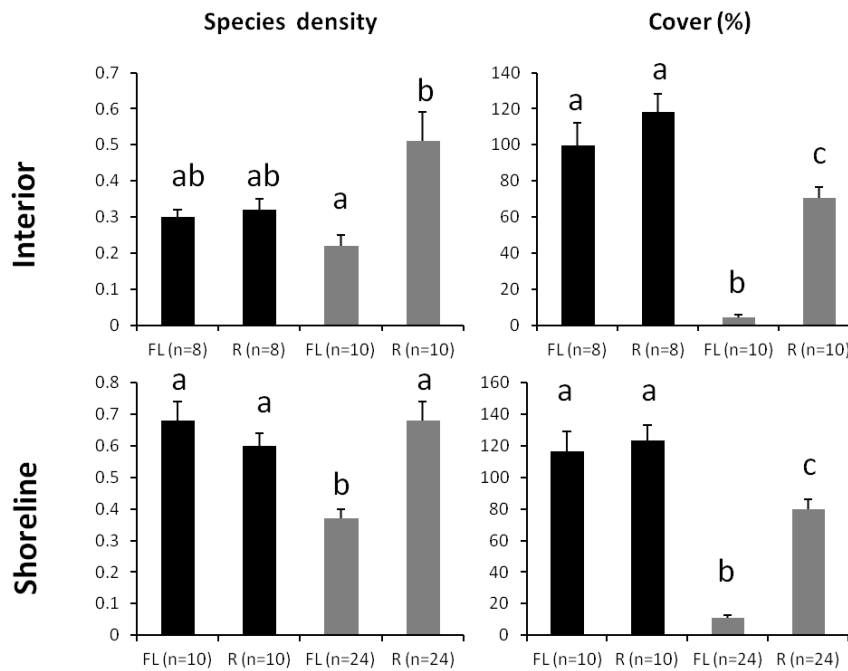 Species density
Cover (%)
Interior
0.7
0.6
0.5
0.4
0.3
0.2
0.1
0
ab
ab
a
b
FL (n=8)
R (n=8)
FL (n=10)
R (n=10)
140
120
100
80
60
40
20
0
a
a
b
c
FL (n=8)
R (n=8)
FL (n=10)
R (n=10)
Shoreline
0.8
0.7
0.6
0.5
0.4
0.3
0.2
0.1
0
a
a
b
a
FL (n=10)
R (n=10)
FL (n=24)
R (n=24)
160
140
120
100
80
60
40
20
0
a
a
b
c
FL (n=10)
R (n=10)
FL (n=24)
R (n=24)